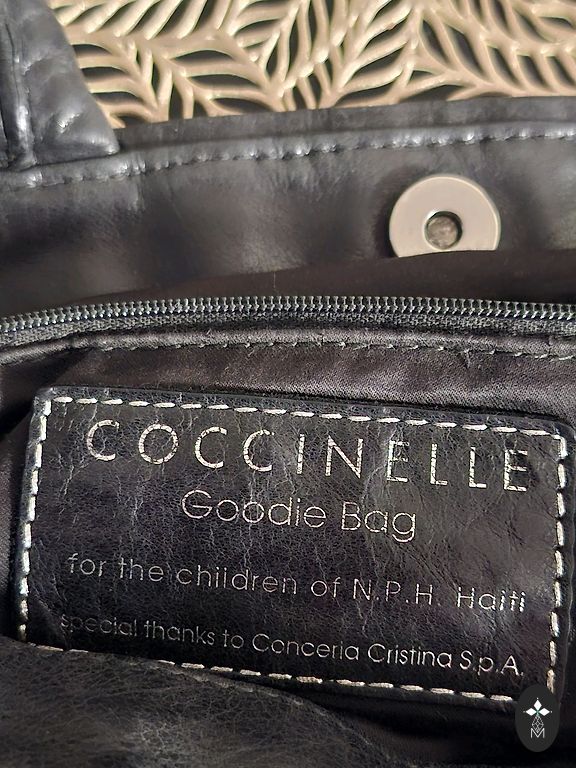 COCCINELLE
Goodie Bag
for the children of N.P.H. Haiti
special thanks to Conceria Cristina S.p.A.
M